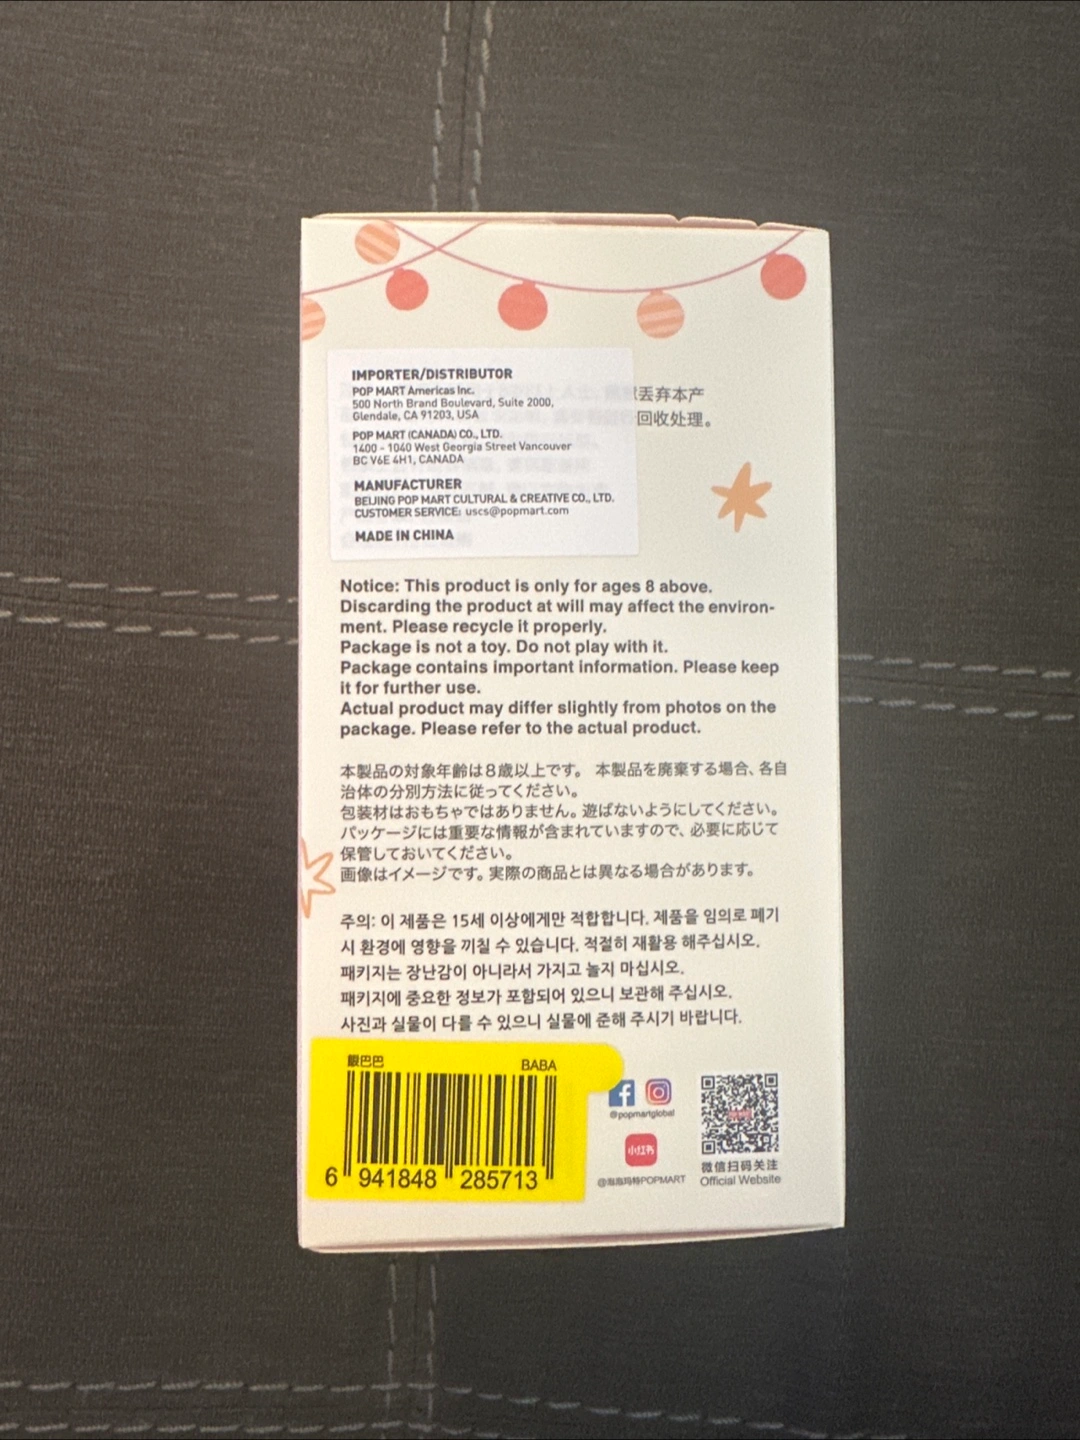 IMPORTER/DISTRIBUTOR
POP MART Americas Inc.
500 North Brand Boulevard, Suite 2000,
Glendale, CA 91203, USA
POP MART (CANADA) CO., LTD.
1400 - 1040 West Georgia Street Vancouver
BC V6E 4H1, CANADA
MANUFACTURER
BEIJING POP MART CULTURAL & CREATIVE CO., LTD.
CUSTOMER SERVICE: uscs@popmart.com
MADE IN CHINA
丢弃本产
回收处理。
Notice: This product is only for ages 8 above.
Discarding the product at will may affect the environ-
ment. Please recycle it properly.
Package is not a toy. Do not play with it.
Package contains important information. Please keep
it for further use.
Actual product may differ slightly from photos on the
package. Please refer to the actual product.
本製品の対象年齢は8歳以上です。 本製品を廃棄する場合、各自
治体の分別方法に従ってください。
包装材はおもちゃではありません。遊ばないようにしてください。
パッケージには重要な情報が含まれていますので、必要に応じて
保管しておいてください。
画像はイメージです。実際の商品とは異なる場合があります。
주의: 이 제품은 15세 이상에게만 적합합니다. 제품을 임의로 폐기
시 환경에 영향을 끼칠 수 있습니다. 적절히 재활용 해주십시오.
패키지는 장난감이 아니라서 가지고 놀지 마십시오.
패키지에 중요한 정보가 포함되어 있으니 보관해 주십시오.
사진과 실물이 다를 수 있으니 실물에 준해 주시기 바랍니다.
巴巴 BABA
6 941848 285713
@popmartglobal
小红书
@泡泡玛特POPMART
微信扫码关注
Official Website